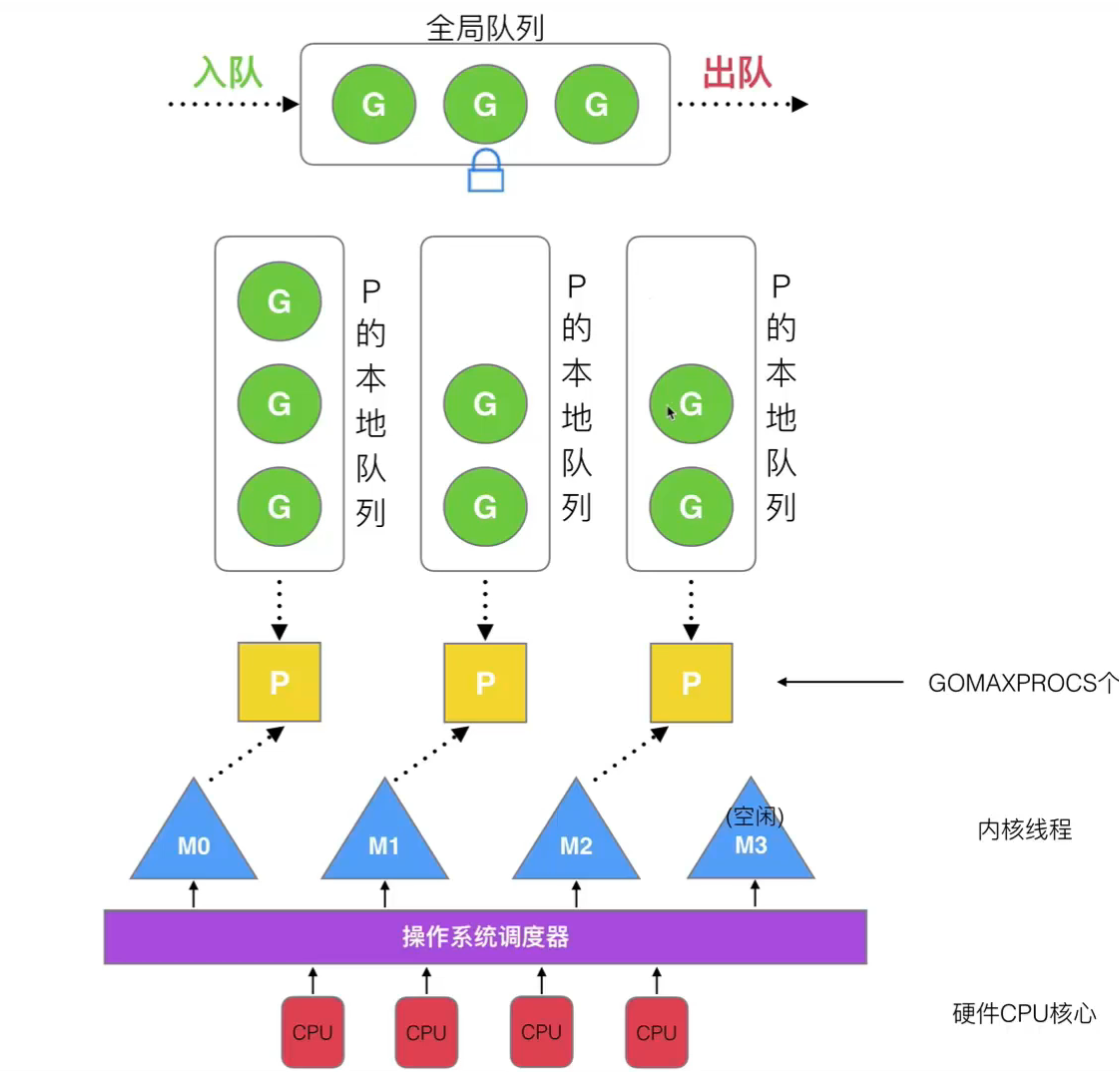 全局队列
入队
出队
G G G
G
G
G
P的本地队列
G
G
P的本地队列
G
G
P的本地队列
P P P
GOMAXPROCS个
M0 M1 M2 (空闲)
M3
内核线程
操作系统调度器
CPU CPU CPU CPU
硬件CPU核心